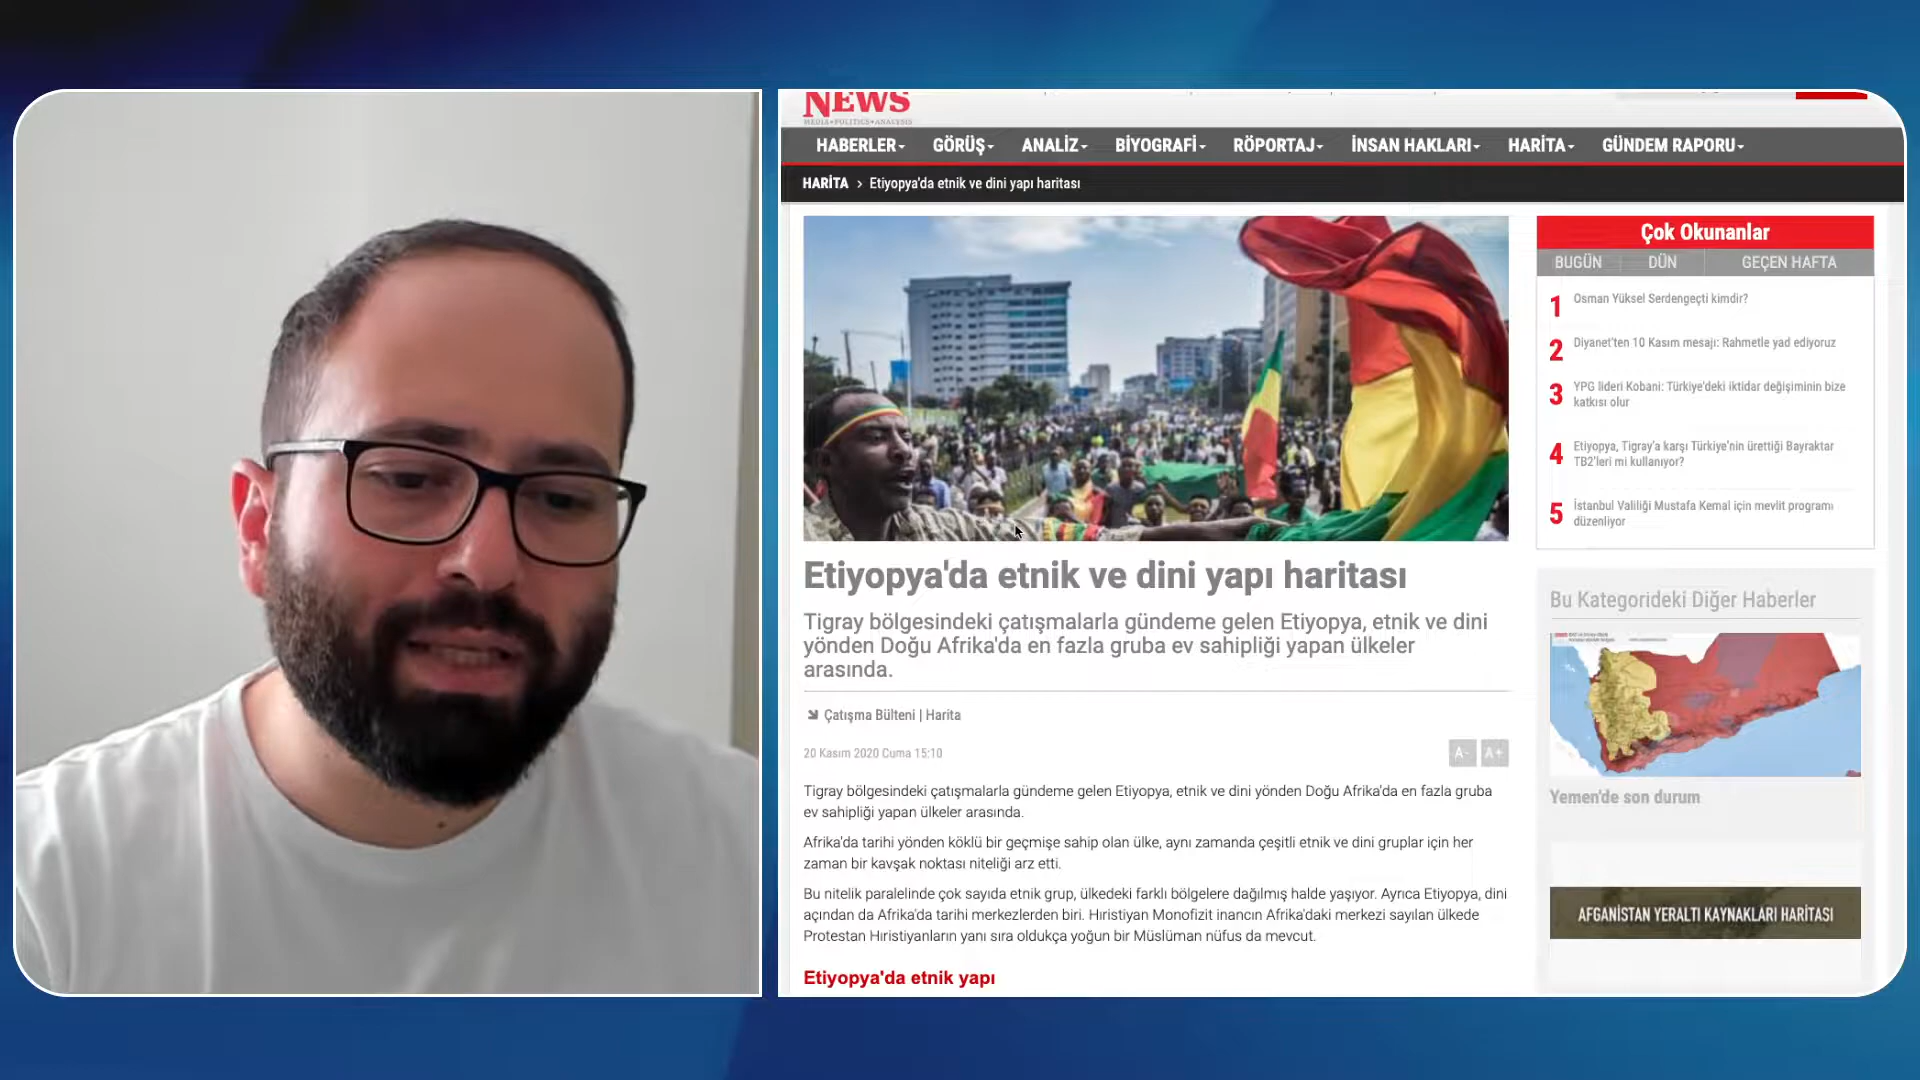 NEWS
MEDIA•POLITICS•ANALYSIS
HABERLER GÖRÜŞ ANALİZ BİYOGRAFİ RÖPORTAJ İNSAN HAKLARI HARİTA GÜNDEM RAPORU
HARİTA › Etiyopya'da etnik ve dini yapı haritası
Etiyopya'da etnik ve dini yapı haritası
Tigray bölgesindeki çatışmalarla gündeme gelen Etiyopya, etnik ve dini
yönden Doğu Afrika'da en fazla gruba ev sahipliği yapan ülkeler
arasında.
Çatışma Bülteni | Harita
20 Kasım 2020 Cuma 15:10
A- A+
Tigray bölgesindeki çatışmalarla gündeme gelen Etiyopya, etnik ve dini yönden Doğu Afrika'da en fazla gruba
ev sahipliği yapan ülkeler arasında.
Afrika'da tarihi yönden köklü bir geçmişe sahip olan ülke, aynı zamanda çeşitli etnik ve dini gruplar için her
zaman bir kavşak noktası niteliği arz etti.
Bu nitelik paralelinde çok sayıda etnik grup, ülkedeki farklı bölgelere dağılmış halde yaşıyor. Ayrıca Etiyopya, dini
açından da Afrika'da tarihi merkezlerden biri. Hıristiyan Monofizit inancın Afrika'daki merkezi sayılan ülkede
Protestan Hıristiyanların yanı sıra oldukça yoğun bir Müslüman nüfus da mevcut.
Etiyopya'da etnik yapı
Çok Okunanlar
BUGÜN DÜN GEÇEN HAFTA
1 Osman Yüksel Serdengeçti kimdir?
2 Diyanet'ten 10 Kasım mesajı: Rahmetle yad ediyoruz
3 YPG lideri Kobani: Türkiye'deki iktidar değişiminin bize
katkısı olur
4 Etiyopya, Tigray'a karşı Türkiye'nin ürettiği Bayraktar
TB2'leri mi kullanıyor?
5 İstanbul Valiliği Mustafa Kemal için mevlit programı
düzenliyor
Bu Kategorideki Diğer Haberler
Yemen'de son durum
AFGANİSTAN YERALTI KAYNAKLARI HARİTASI